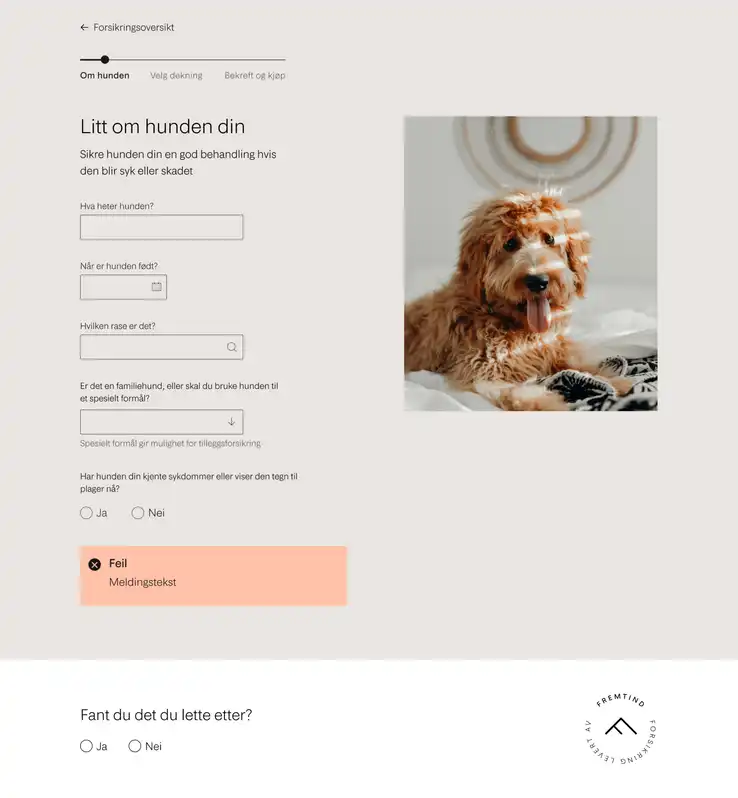 ← Forsikringsoversikt
Om hunden
Velg dekning
Bekreft og kjøp
Litt om hunden din
Sikre hunden din en god behandling hvis
den blir syk eller skadet
Hva heter hunden?
Når er hunden født?
Hvilken rase er det?
Er det en familiehund, eller skal du bruke hunden til
et spesielt formål?
Spesielt formål gir mulighet for tilleggsforsikring
Har hunden din kjente sykdommer eller viser den tegn til
plager nå?
Ja
Nei
Feil
Meldingstekst
Fant du det du lette etter?
Ja
Nei
FREMTIND
FORSIKRING LEVERT AV